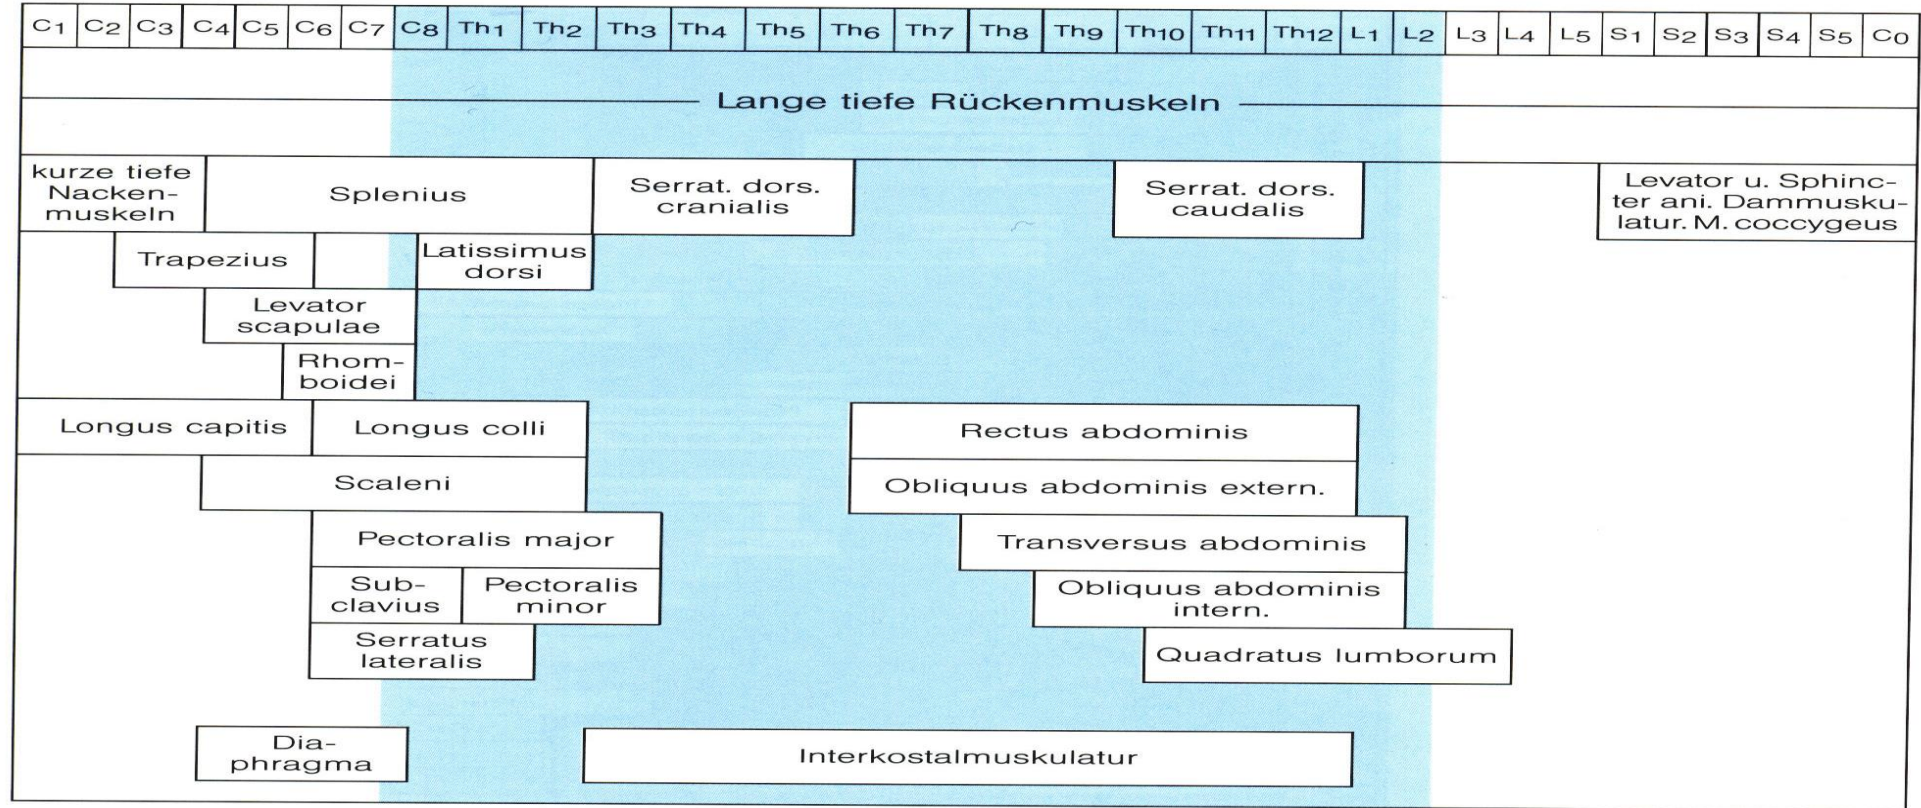 C1 C2 C3 C4 C5 C6 C7 C8 Th1 Th2 Th3 Th4 Th5 Th6 Th7 Th8 Th9 Th10 Th11 Th12 L1 L2 L3 L4 L5 S1 S2 S3 S4 S5 C0
Lange tiefe Rückenmuskeln
kurze tiefe
Nacken-
muskeln
Splenius
Serrat. dors.
cranialis
Serrat. dors.
caudalis
Levator u. Sphinc-
ter ani. Dammusku-
latur. M. coccygeus
Trapezius
Latissimus
dorsi
Levator
scapulae
Rhom-
boidei
Longus capitis
Longus colli
Rectus abdominis
Scaleni
Obliquus abdominis extern.
Pectoralis major
Transversus abdominis
Sub-
clavius
Pectoralis
minor
Obliquus abdominis
intern.
Serratus
lateralis
Quadratus lumborum
Dia-
phragma
Interkostalmuskulatur